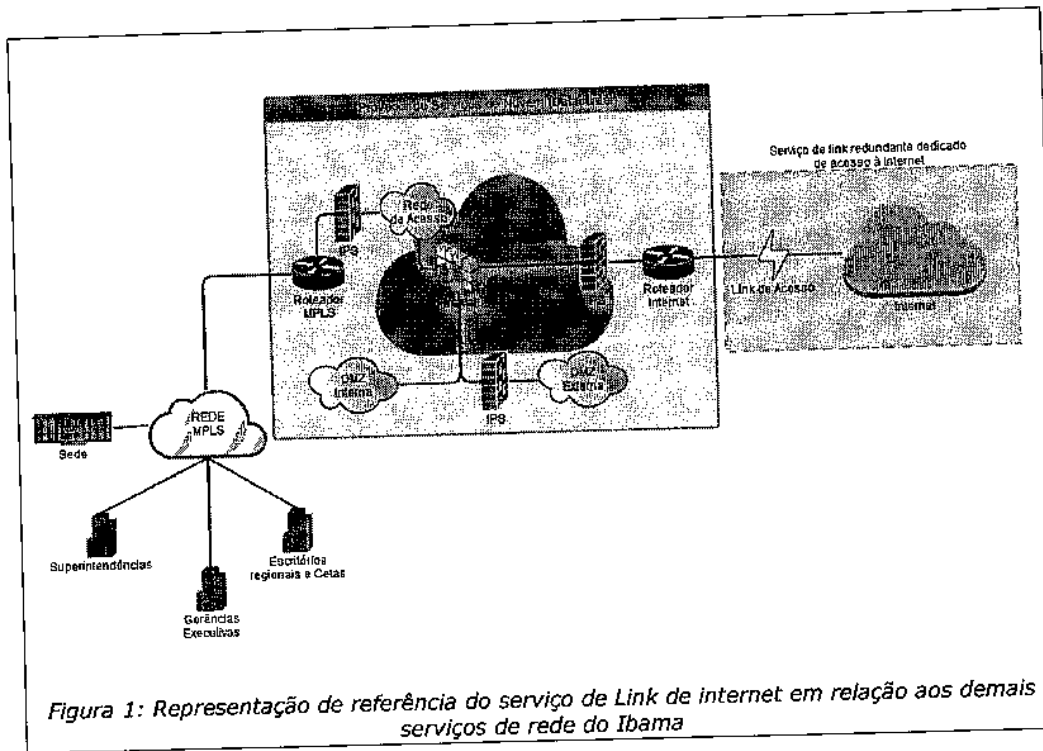 Serviço de link redundante dedicado
de acesso à Internet
Rede
de Acesso
IPS
Roteador
MPLS
Roteador
Internet
Link de Acesso
Internet
DMZ
Interna
IPS
DMZ
Externa
REDE
MPLS
Sede
Superintendências
Escritórios
regionais e Cetas
Gerências
Executivas
Figura 1: Representação de referência do serviço de Link de internet em relação aos demais
serviços de rede do Ibama